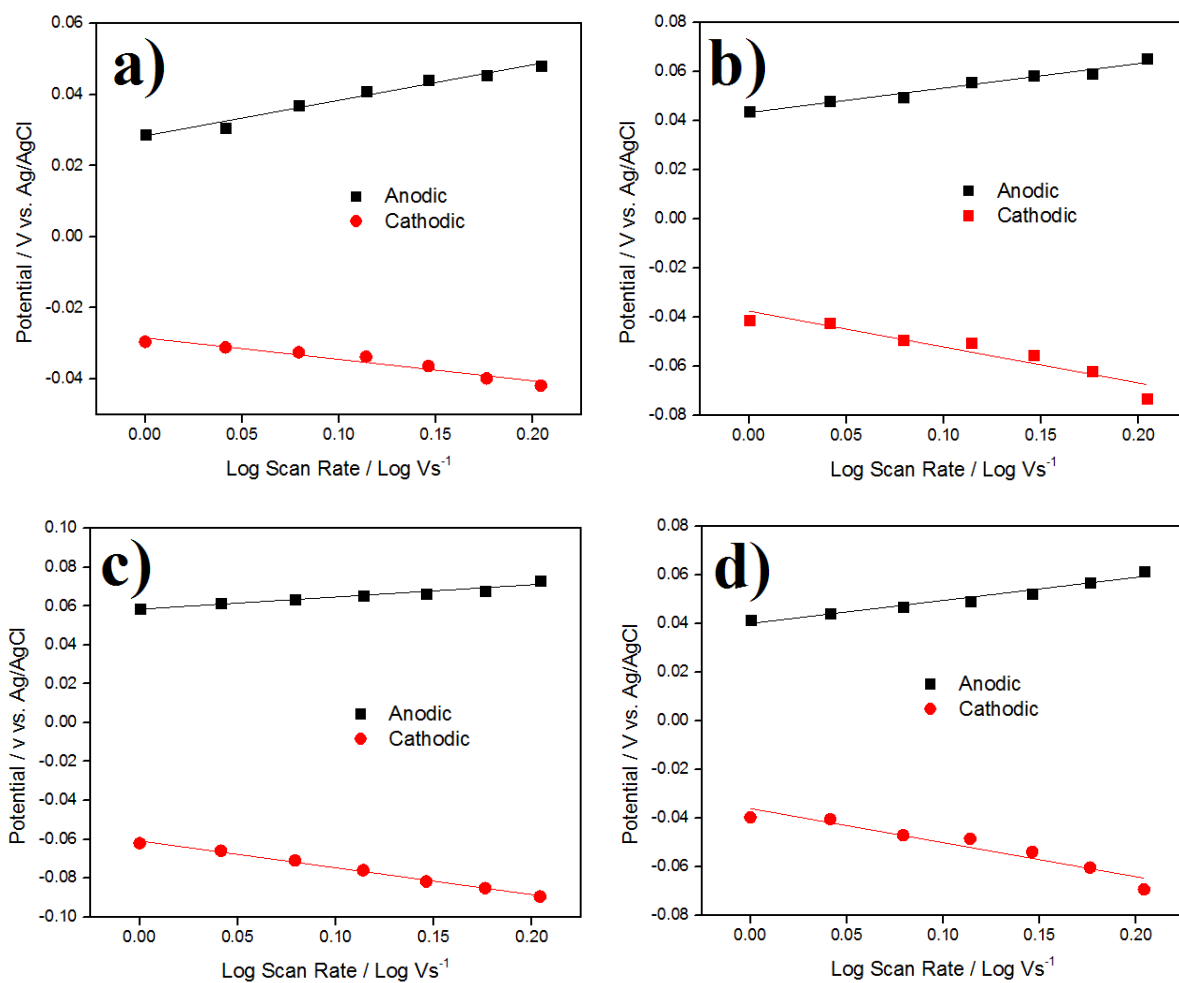 a)
0.06
0.04
0.02
0.00
-0.02
-0.04
Potential / V vs. Ag/AgCl
Anodic
Cathodic
0.00 0.05 0.10 0.15 0.20
Log Scan Rate / Log Vs⁻¹
b)
0.08
0.06
0.04
0.02
0.00
-0.02
-0.04
-0.06
-0.08
Potential / V vs. Ag/AgCl
Anodic
Cathodic
0.00 0.05 0.10 0.15 0.20
Log Scan Rate / Log Vs⁻¹
c)
0.10
0.08
0.06
0.04
0.02
0.00
-0.02
-0.04
-0.06
-0.08
-0.10
Potential / v vs. Ag/AgCl
Anodic
Cathodic
0.00 0.05 0.10 0.15 0.20
Log Scan Rate / Log Vs⁻¹
d)
0.08
0.06
0.04
0.02
0.00
-0.02
-0.04
-0.06
-0.08
Potential / V vs. Ag/AgCl
Anodic
Cathodic
0.00 0.05 0.10 0.15 0.20
Log Scan Rate / Log Vs⁻¹